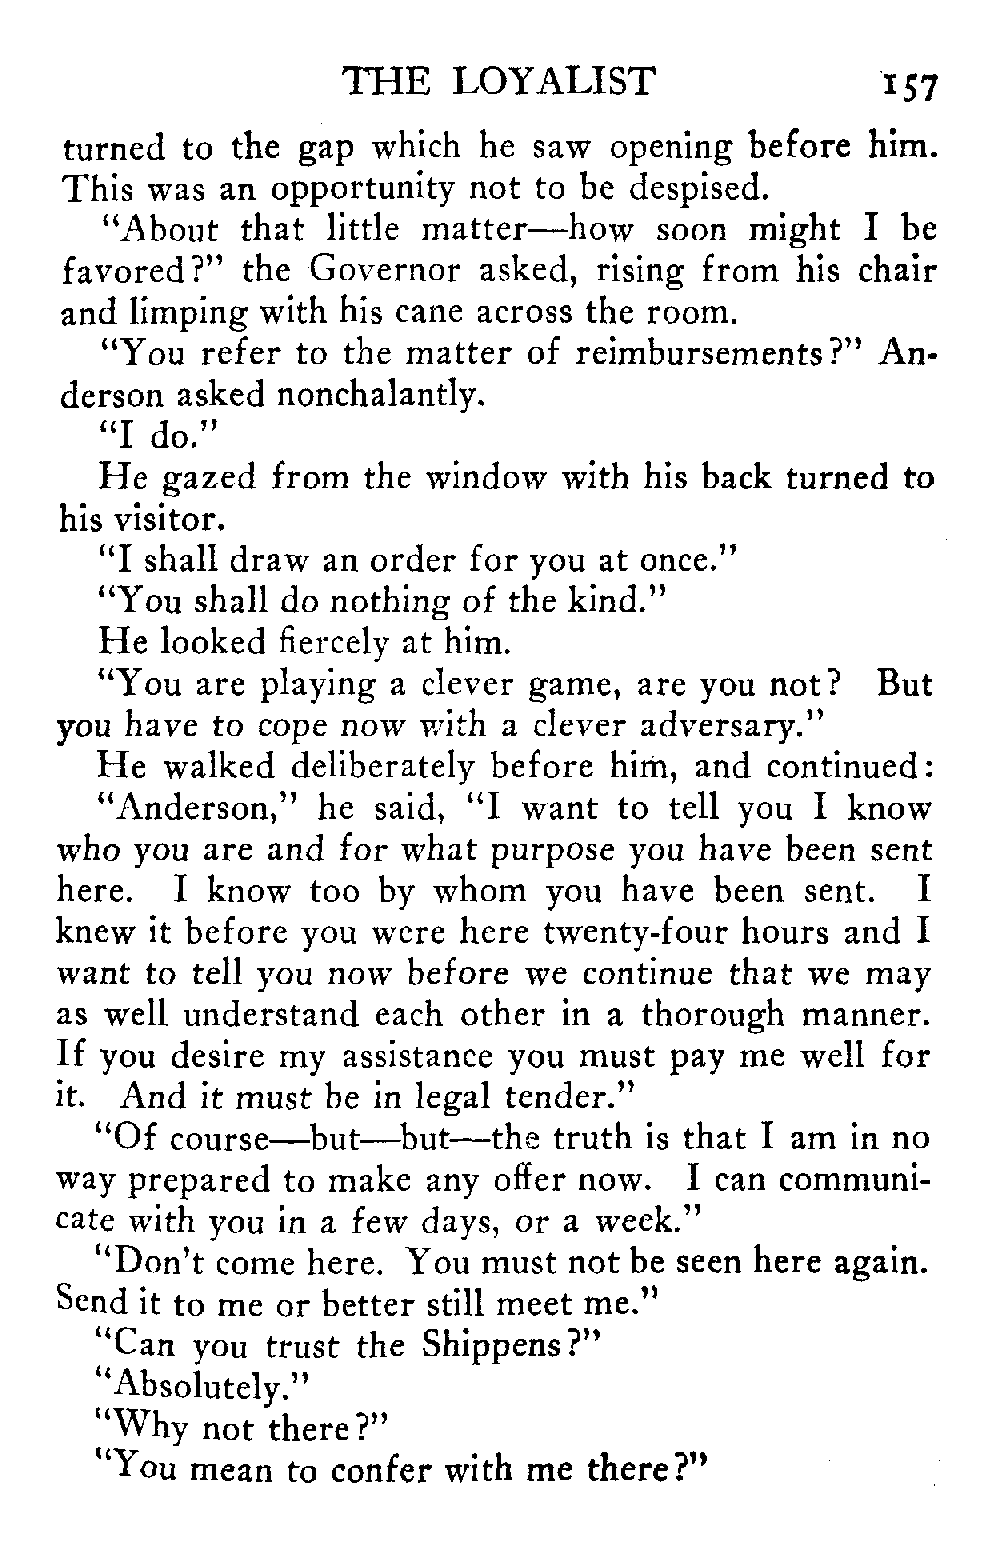 THE LOYALIST 157
turned to the gap which he saw opening before him.
This was an opportunity not to be despised.
"About that little matter—how soon might I be
favored?" the Governor asked, rising from his chair
and limping with his cane across the room.
"You refer to the matter of reimbursements?" An-
derson asked nonchalantly.
"I do."
He gazed from the window with his back turned to
his visitor.
"I shall draw an order for you at once."
"You shall do nothing of the kind."
He looked fiercely at him.
"You are playing a clever game, are you not? But
you have to cope now with a clever adversary."
He walked deliberately before him, and continued:
"Anderson," he said, "I want to tell you I know
who you are and for what purpose you have been sent
here. I know too by whom you have been sent. I
knew it before you were here twenty-four hours and I
want to tell you now before we continue that we may
as well understand each other in a thorough manner.
If you desire my assistance you must pay me well for
it. And it must be in legal tender."
"Of course—but—but—the truth is that I am in no
way prepared to make any offer now. I can communi-
cate with you in a few days, or a week."
"Don't come here. You must not be seen here again.
Send it to me or better still meet me."
"Can you trust the Shippens?"
"Absolutely."
"Why not there?"
"You mean to confer with me there?"